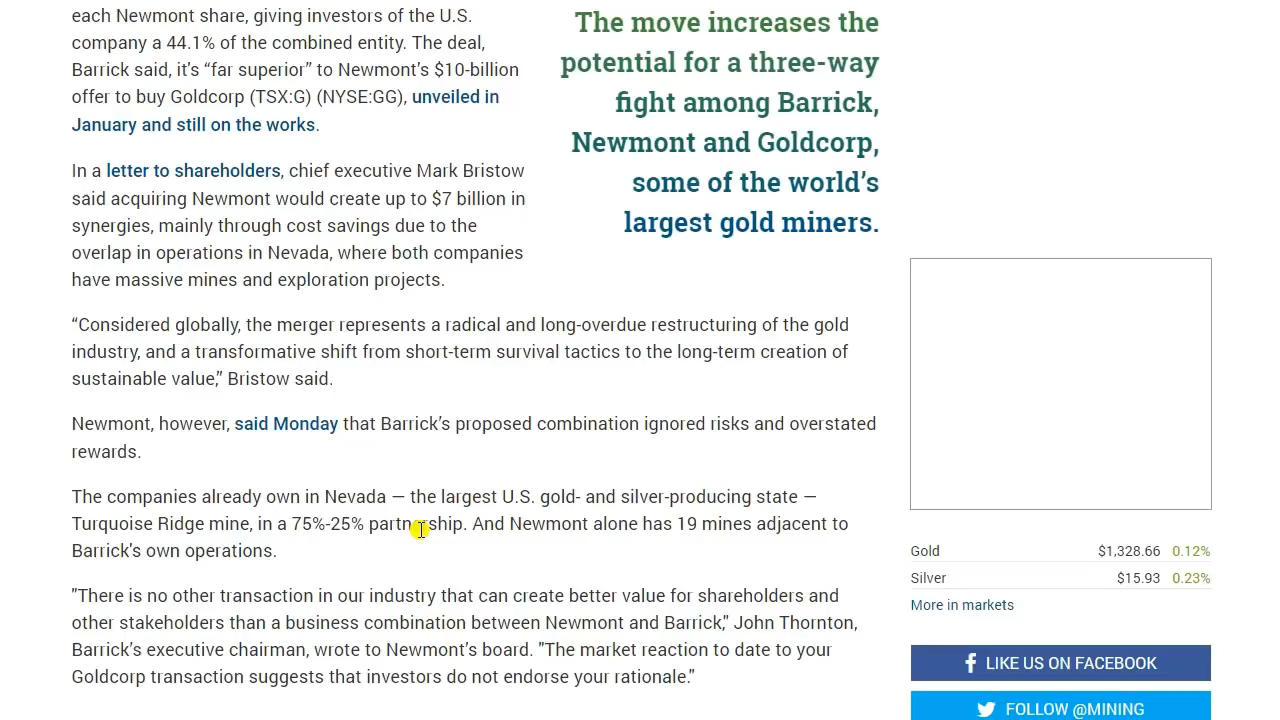 each Newmont share, giving investors of the U.S.
company a 44.1% of the combined entity. The deal,
Barrick said, it's “far superior” to Newmont’s $10-billion
offer to buy Goldcorp (TSX:G) (NYSE:GG), unveiled in
January and still on the works.
The move increases the
potential for a three-way
fight among Barrick,
Newmont and Goldcorp,
some of the world’s
largest gold miners.
In a letter to shareholders, chief executive Mark Bristow
said acquiring Newmont would create up to $7 billion in
synergies, mainly through cost savings due to the
overlap in operations in Nevada, where both companies
have massive mines and exploration projects.
“Considered globally, the merger represents a radical and long-overdue restructuring of the gold
industry, and a transformative shift from short-term survival tactics to the long-term creation of
sustainable value,” Bristow said.
Newmont, however, said Monday that Barrick’s proposed combination ignored risks and overstated
rewards.
The companies already own in Nevada — the largest U.S. gold- and silver-producing state —
Turquoise Ridge mine, in a 75%-25% partnership. And Newmont alone has 19 mines adjacent to
Barrick's own operations.
"There is no other transaction in our industry that can create better value for shareholders and
other stakeholders than a business combination between Newmont and Barrick," John Thornton,
Barrick’s executive chairman, wrote to Newmont’s board. "The market reaction to date to your
Goldcorp transaction suggests that investors do not endorse your rationale."
Gold $1,328.66 0.12%
Silver $15.93 0.23%
More in markets
LIKE US ON FACEBOOK
FOLLOW @MINING